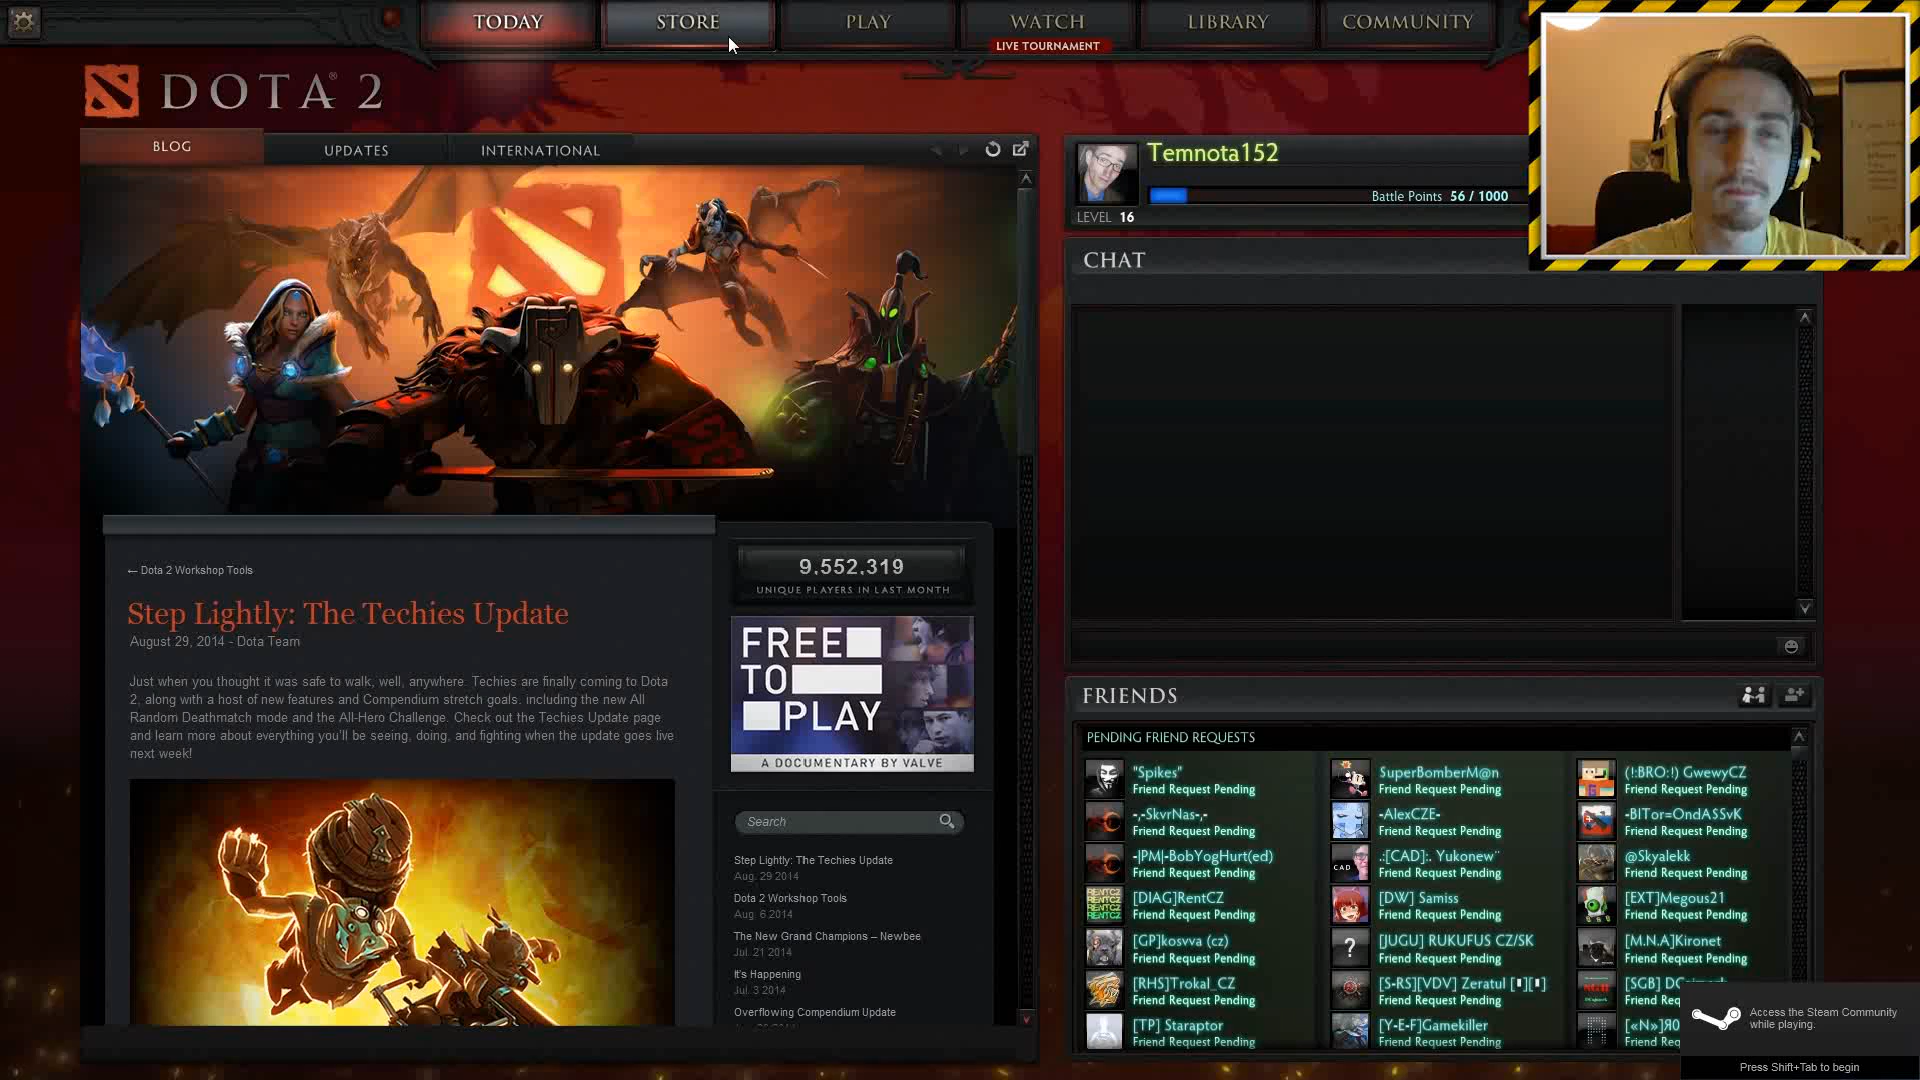 TODAY
STORE
PLAY
WATCH
LIBRARY
COMMUNITY
LIVE TOURNAMENT
DOTA® 2
BLOG
UPDATES
INTERNATIONAL
Temnota152
Battle Points 56 / 1000
LEVEL 16
CHAT
9,552,319
UNIQUE PLAYERS IN LAST MONTH
← Dota 2 Workshop Tools
Step Lightly: The Techies Update
August 29, 2014 - Dota Team
Just when you thought it was safe to walk, well, anywhere. Techies are finally coming to Dota
2, along with a host of new features and Compendium stretch goals. including the new All
Random Deathmatch mode and the All-Hero Challenge. Check out the Techies Update page
and learn more about everything you'll be seeing, doing, and fighting when the update goes live
next week!
FREE
TO
PLAY
A DOCUMENTARY BY VALVE
Search
Step Lightly: The Techies Update
Aug. 29 2014
Dota 2 Workshop Tools
Aug. 6 2014
The New Grand Champions – Newbee
Jul. 21 2014
It's Happening
Jul. 3 2014
Overflowing Compendium Update
FRIENDS
PENDING FRIEND REQUESTS
"Spikes"
Friend Request Pending
SuperBomberM@n
Friend Request Pending
(!:BRO:!) GwewyCZ
Friend Request Pending
-,-SkvrNas-,-
Friend Request Pending
-AlexCZE-
Friend Request Pending
-BITor=OndASSvK
Friend Request Pending
-|PM|-BobYogHurt(ed)
Friend Request Pending
.:[CAD]:. Yukonew¨
Friend Request Pending
@Skyalekk
Friend Request Pending
[DIAG]RentCZ
Friend Request Pending
[DW] Samiss
Friend Request Pending
[EXT]Megous21
Friend Request Pending
[GP]kosvva (cz)
Friend Request Pending
[JUGU] RUKUFUS CZ/SK
Friend Request Pending
[M.N.A]Kironet
Friend Request Pending
[RHS]Trokal_CZ
Friend Request Pending
[S-RS][VDV] Zeratul
Friend Request Pending
[SGB]
Friend Req
[TP] Staraptor
Friend Request Pending
[Y-E-F]Gamekiller
Friend Request Pending
[«N»]
Friend Req
Access the Steam Community
while playing.
Press Shift+Tab to begin